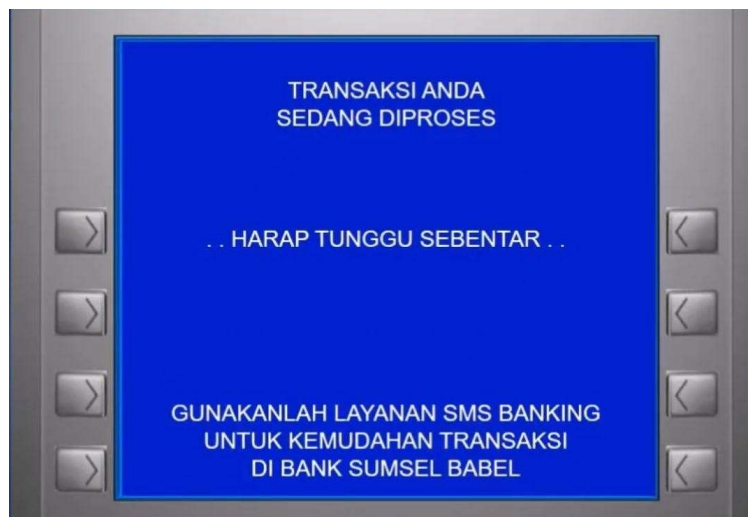 TRANSAKSI ANDA
SEDANG DIPROSES
. . HARAP TUNGGU SEBENTAR . .
GUNAKANLAH LAYANAN SMS BANKING
UNTUK KEMUDAHAN TRANSAKSI
DI BANK SUMSEL BABEL